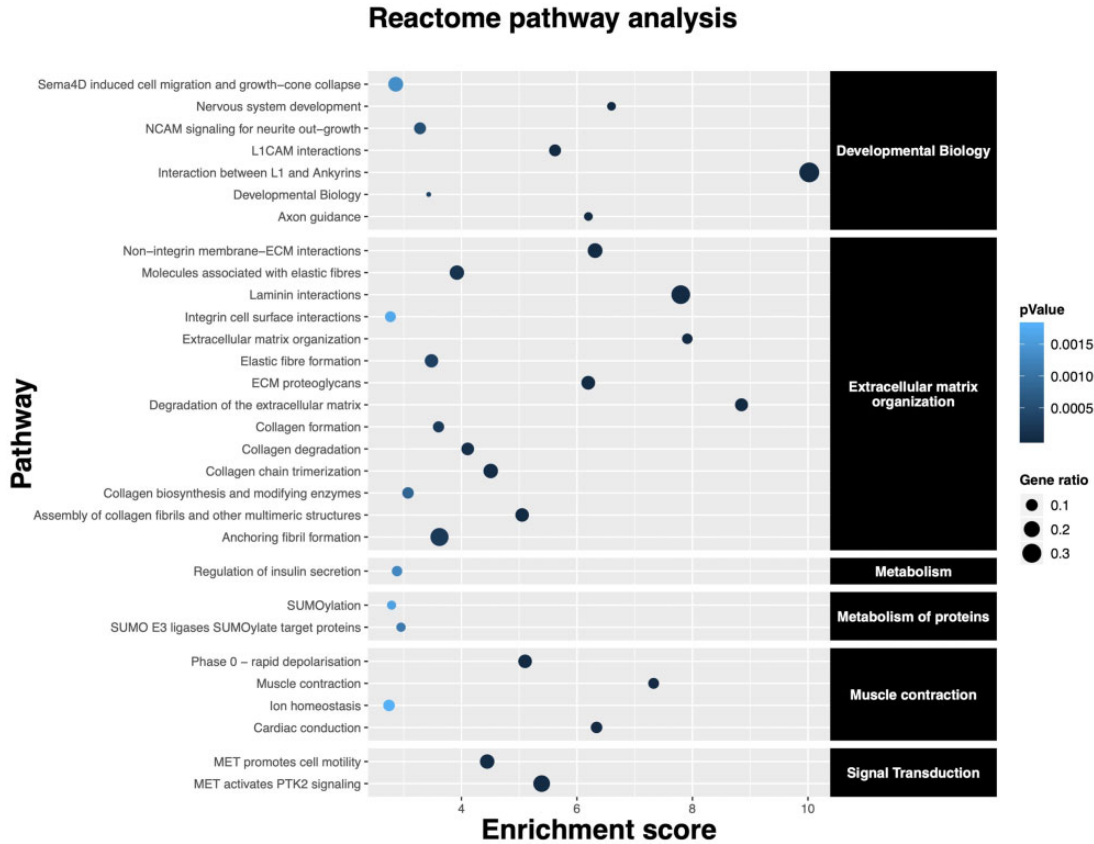 Reactome pathway analysis
Pathway
Sema4D induced cell migration and growth−cone collapse
Nervous system development
NCAM signaling for neurite out−growth
L1CAM interactions
Interaction between L1 and Ankyrins
Developmental Biology
Axon guidance
Developmental Biology
Non−integrin membrane−ECM interactions
Molecules associated with elastic fibres
Laminin interactions
Integrin cell surface interactions
Extracellular matrix organization
Elastic fibre formation
ECM proteoglycans
Degradation of the extracellular matrix
Collagen formation
Collagen degradation
Collagen chain trimerization
Collagen biosynthesis and modifying enzymes
Assembly of collagen fibrils and other multimeric structures
Anchoring fibril formation
Extracellular matrix
organization
Regulation of insulin secretion
Metabolism
SUMOylation
SUMO E3 ligases SUMOylate target proteins
Metabolism of proteins
Phase 0 − rapid depolarisation
Muscle contraction
Ion homeostasis
Cardiac conduction
Muscle contraction
MET promotes cell motility
MET activates PTK2 signaling
Signal Transduction
4 6 8 10
Enrichment score
pValue
0.0015
0.0010
0.0005
Gene ratio
0.1
0.2
0.3